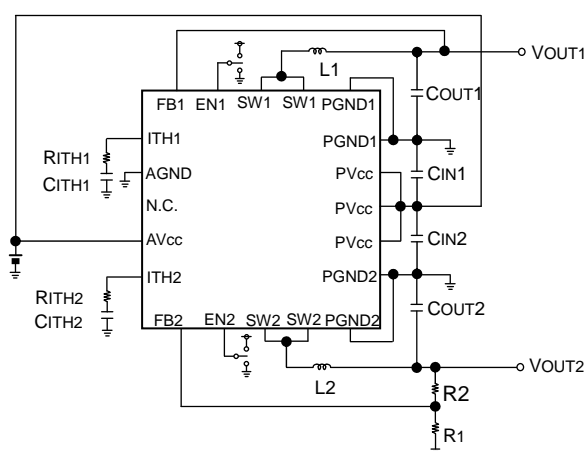 VOUT1
L1
FB1 EN1 SW1 SW1 PGND1
COUT1
ITH1
PGND1
RITH1
CITH1
AGND
PVcc
CIN1
N.C.
PVcc
AVcc
PVcc
CIN2
ITH2
PGND2
RITH2
CITH2
COUT2
FB2 EN2 SW2 SW2 PGND2
VOUT2
L2
R2
R1